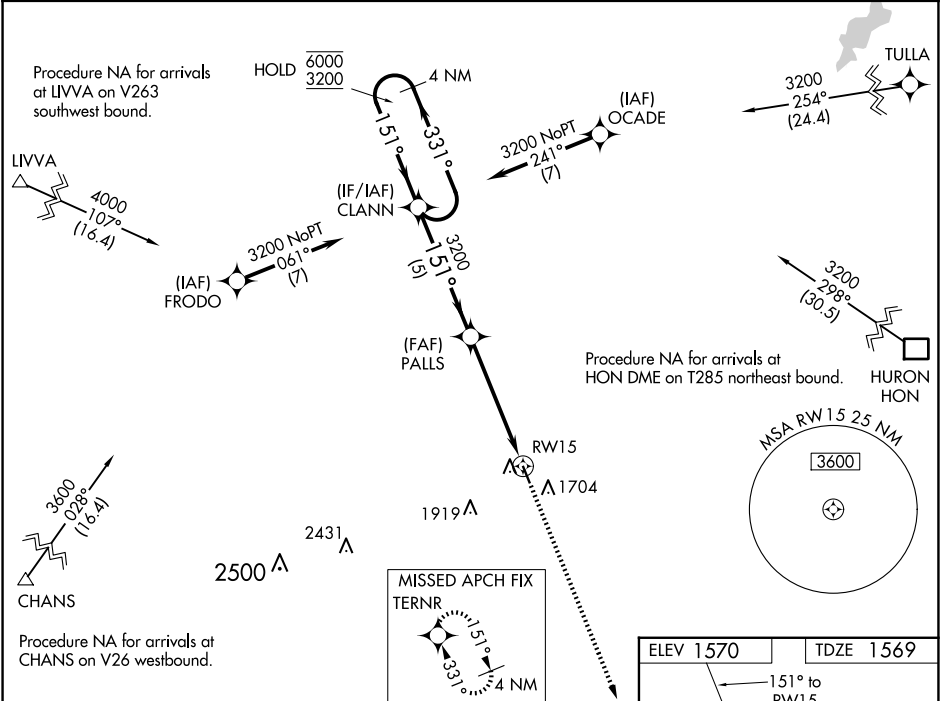 Procedure NA for arrivals
at LIVVA on V263
southwest bound.
HOLD
6000
3200
4 NM
151°
331°
(IAF)
OCADE
3200 NoPT
241°
(7)
TULLA
3200
254°
(24.4)
LIVVA
4000
107°
(16.4)
(IF/IAF)
CLANN
3200 NoPT
061°
(7)
(IAF)
FRODO
3200
151°
(5)
(FAF)
PALLS
3200
298°
(30.5)
HURON
HON
Procedure NA for arrivals at
HON DME on T285 northeast bound.
MSA RW15 25 NM
3600
RW15
1704
1919
2431
2500
3600
028°
(16.4)
CHANS
Procedure NA for arrivals at
CHANS on V26 westbound.
MISSED APCH FIX
TERNR
151°
331°
4 NM
ELEV 1570
TDZE 1569
151° to
RW15